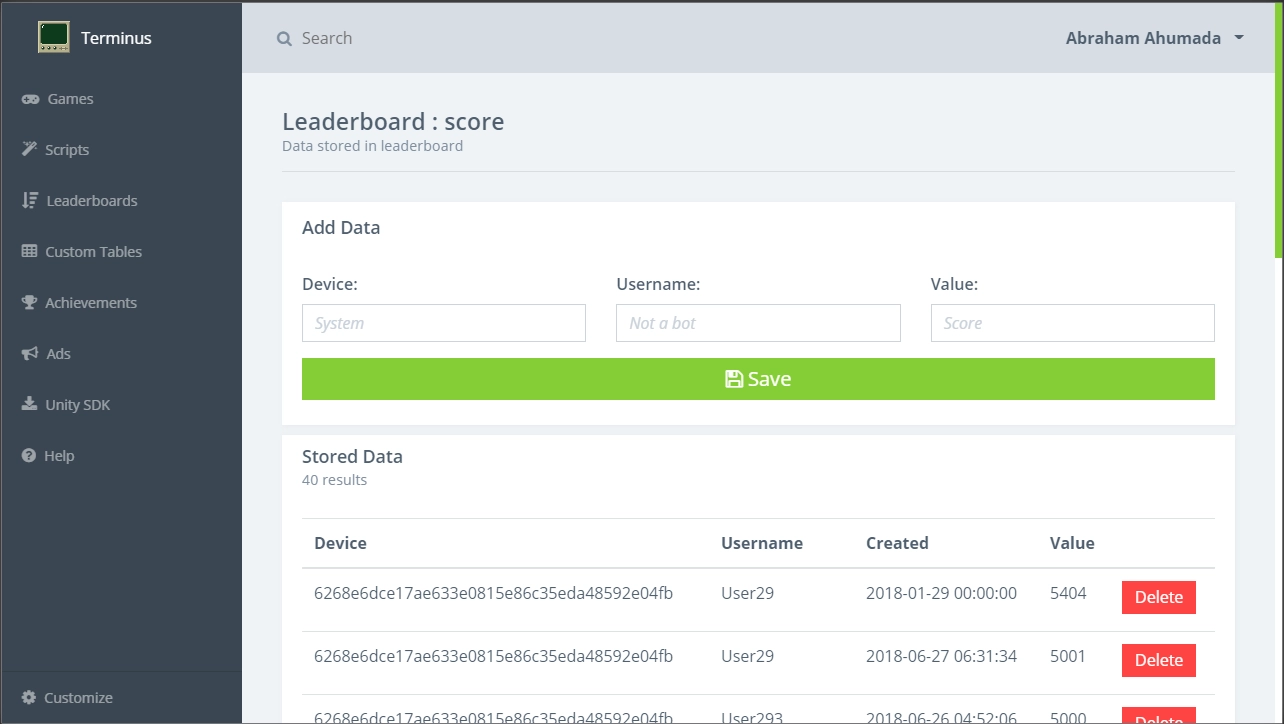 Terminus
Search
Abraham Ahumada
Games
Scripts
Leaderboards
Custom Tables
Achievements
Ads
Unity SDK
Help
Customize
Leaderboard : score
Data stored in leaderboard
Add Data
Device: Username: Value:
System Not a bot Score
Save
Stored Data
40 results
Device Username Created Value
6268e6dce17ae633e0815e86c35eda48592e04fb User29 2018-01-29 00:00:00 5404 Delete
6268e6dce17ae633e0815e86c35eda48592e04fb User29 2018-06-27 06:31:34 5001 Delete
6268e6dce17ae633e0815e86c35eda48592e04fb User293 2018-06-26 04:52:06 5000 Delete